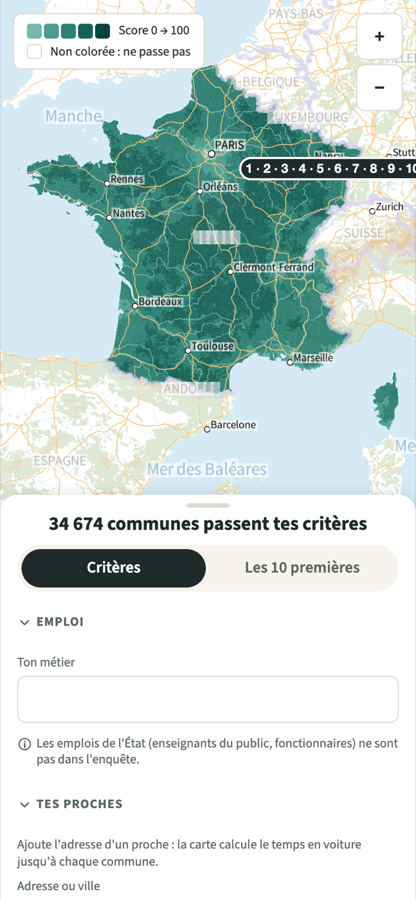 Score 0 → 100
Non colorée : ne passe pas
+
−
PAYS-BAS
BELGIQUE
LUXEMBOURG
Manche
PARIS
Nancy
Stutt
1 · 2 · 3 · 4 · 5 · 6 · 7 · 8 · 9 · 10
Rennes
Orléans
Nantes
Zurich
SUISSE
Clermont-Ferrand
Bordeaux
Toulouse
Marseille
ANDORRE
Barcelone
Me
ESPAGNE
Mer des Baléares
34 674 communes passent tes critères
Critères
Les 10 premières
EMPLOI
Ton métier
Les emplois de l'État (enseignants du public, fonctionnaires) ne sont
pas dans l'enquête.
TES PROCHES
Ajoute l'adresse d'un proche : la carte calcule le temps en voiture
jusqu'à chaque commune.
Adresse ou ville